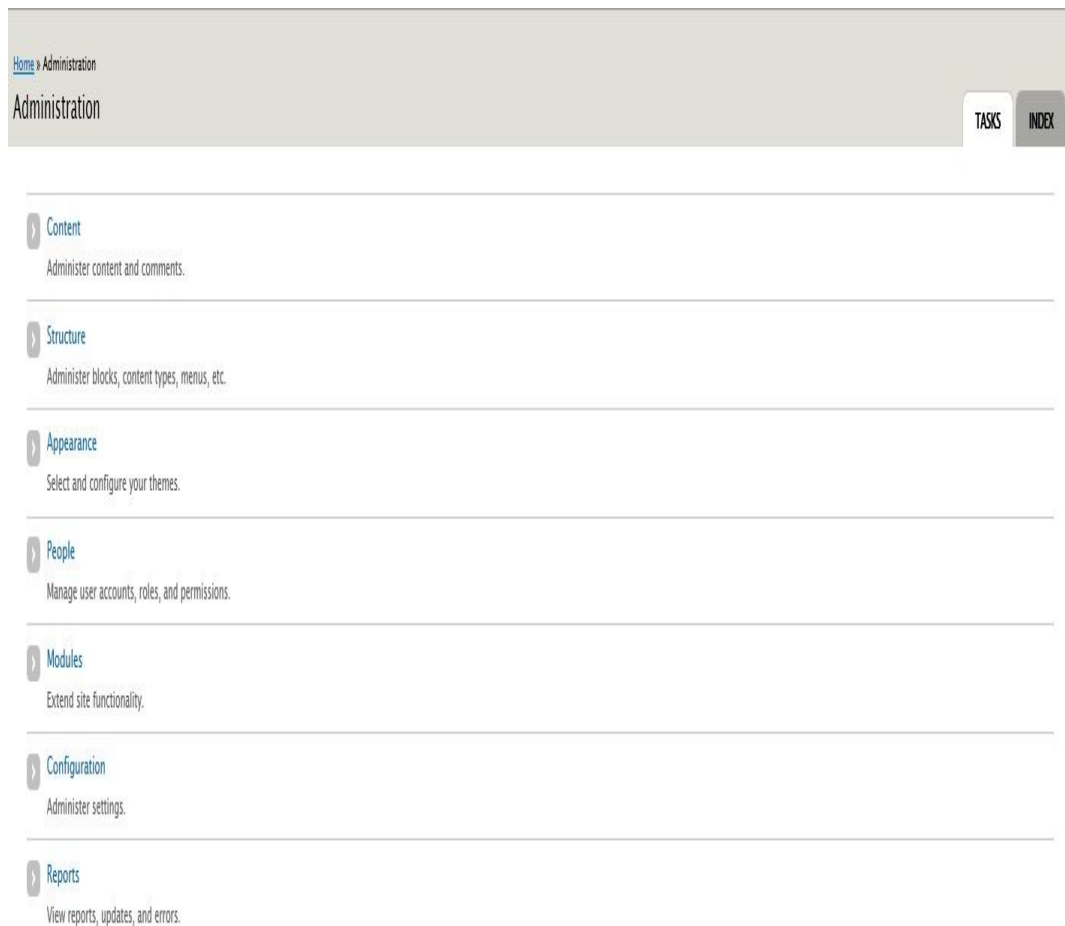 Home » Administration
Administration
TASKS INDEX
Content
Administer content and comments.
Structure
Administer blocks, content types, menus, etc.
Appearance
Select and configure your themes.
People
Manage user accounts, roles, and permissions.
Modules
Extend site functionality.
Configuration
Administer settings.
Reports
View reports, updates, and errors.